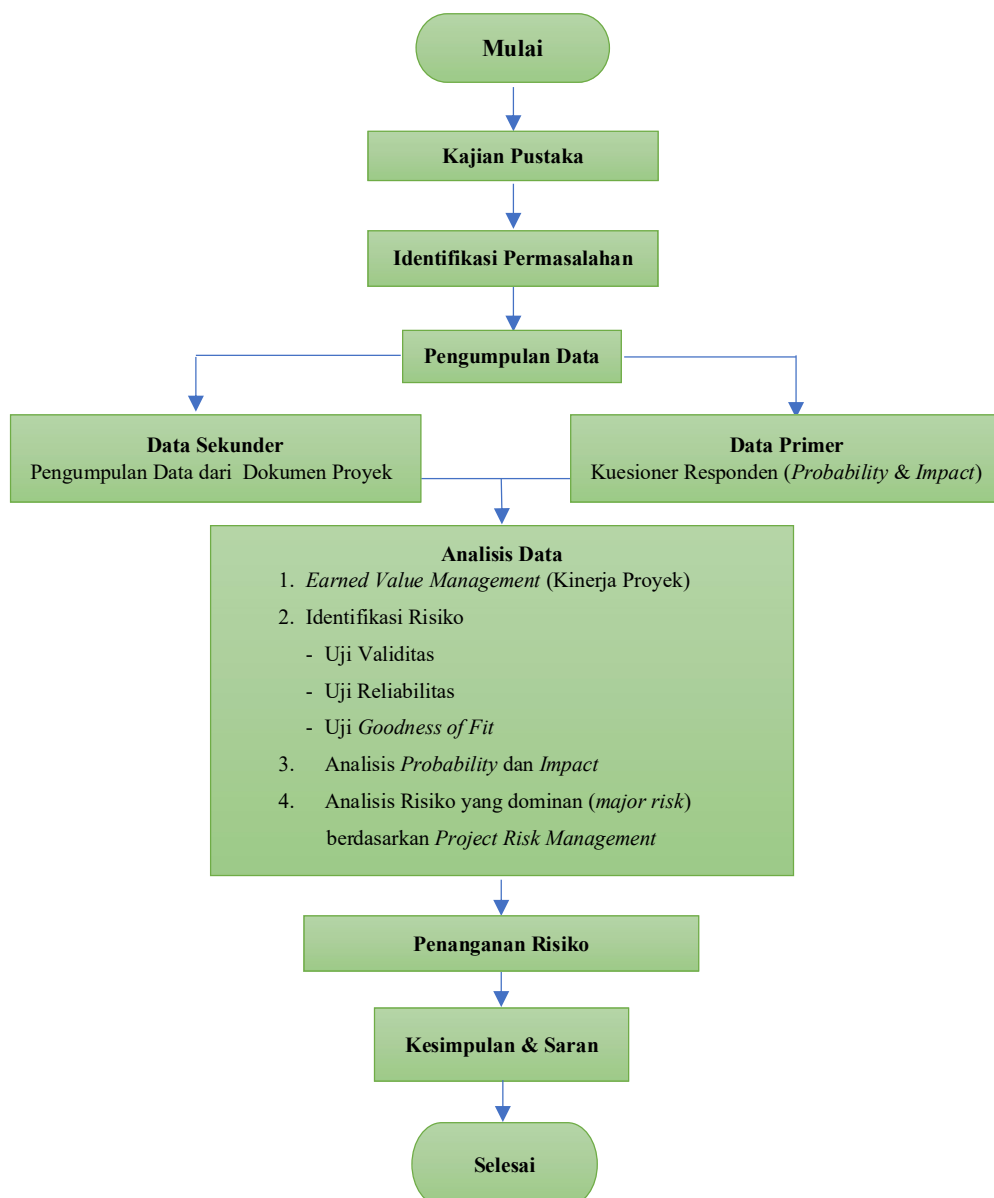 Mulai
Kajian Pustaka
Identifikasi Permasalahan
Pengumpulan Data
Data Sekunder
Pengumpulan Data dari Dokumen Proyek
Data Primer
Kuesioner Responden (Probability & Impact)
Analisis Data
1. Earned Value Management (Kinerja Proyek)
2. Identifikasi Risiko
- Uji Validitas
- Uji Reliabilitas
- Uji Goodness of Fit
3. Analisis Probability dan Impact
4. Analisis Risiko yang dominan (major risk)
berdasarkan Project Risk Management
Penanganan Risiko
Kesimpulan & Saran
Selesai